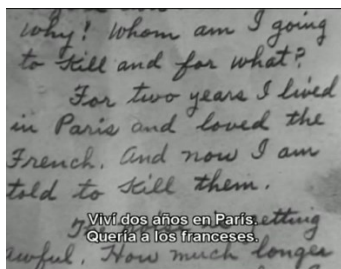 why! Whom am I going
to kill and for what?
For two years I lived
in Paris and loved the
French. And now I am
told to kill them.
Viví dos años en París.
Quería a los franceses.
getting
awful. How much longer